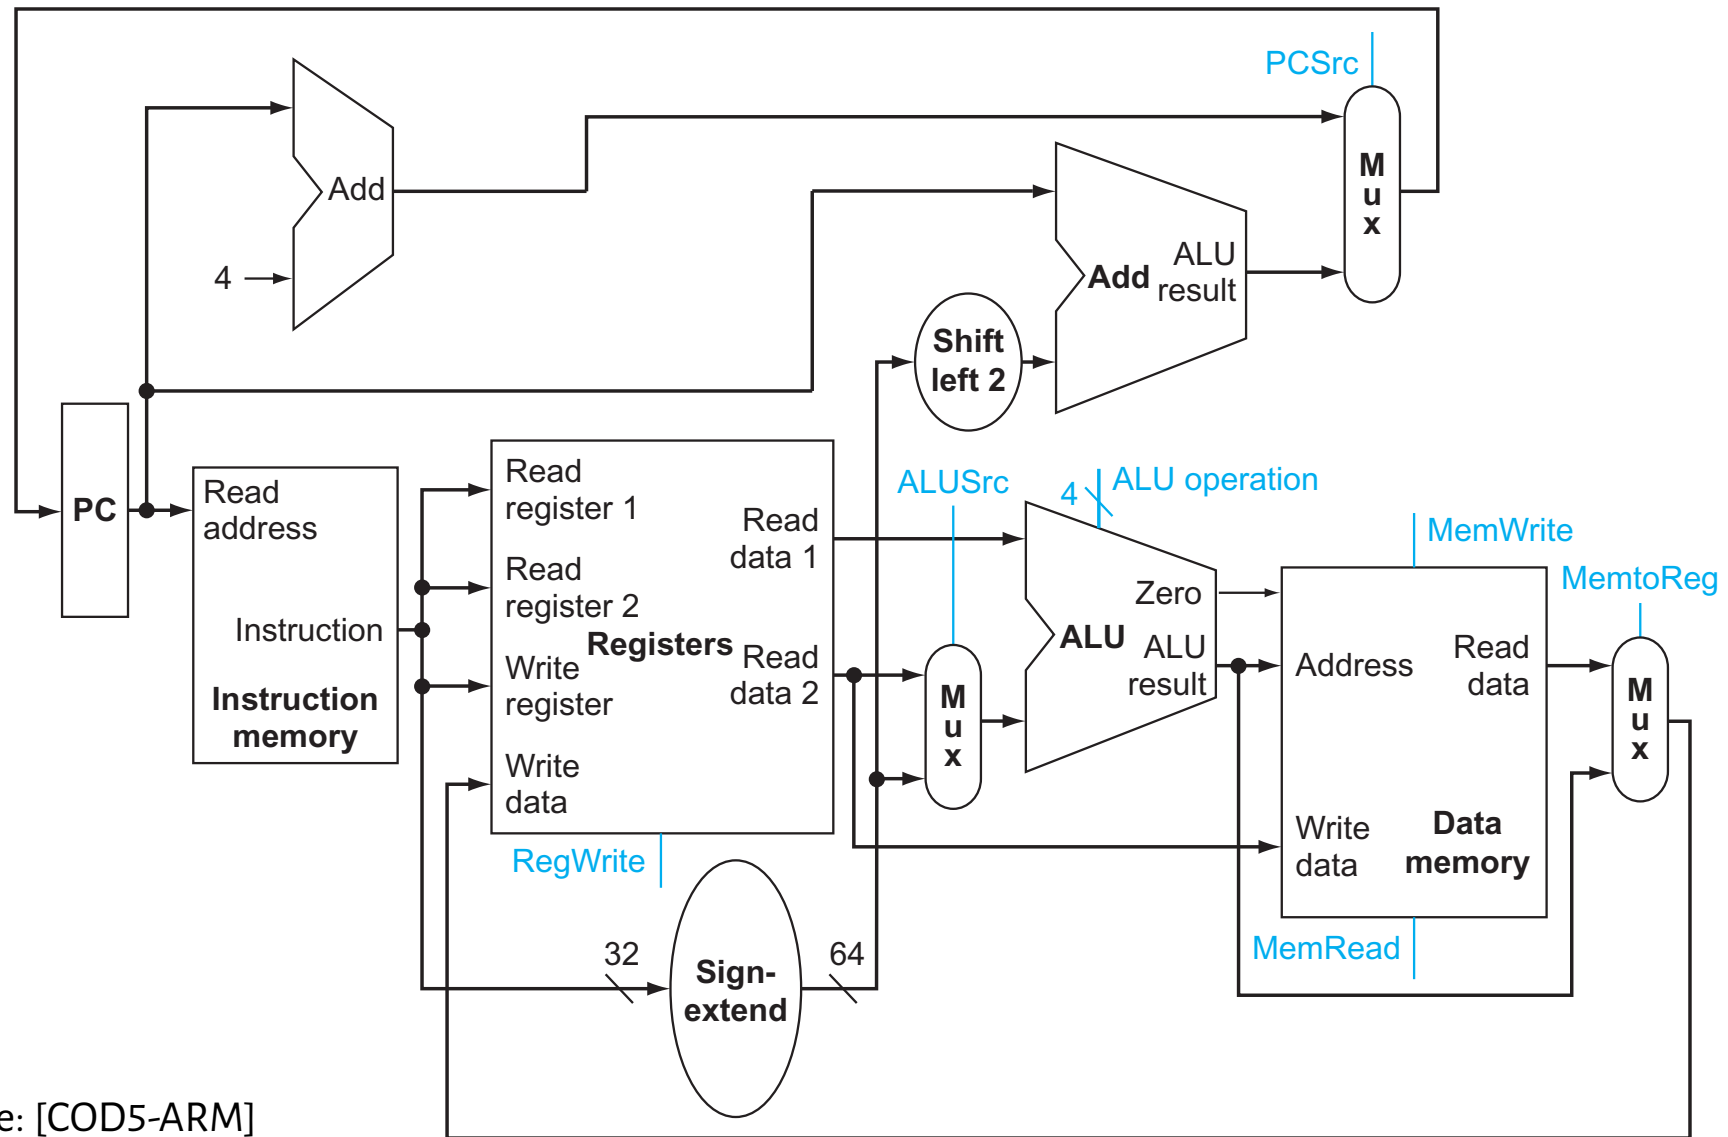 PCSrc
Add
4
M
u
x
Add
ALU
result
Shift
left 2
PC
Read
address
Instruction
Instruction
memory
Read
register 1
Read
register 2
Write
register
Write
data
Registers
Read
data 1
Read
data 2
RegWrite
ALUSrc
M
u
x
4
ALU operation
Zero
ALU
ALU
result
MemWrite
Address
Read
data
Write
data
Data
memory
MemRead
MemtoReg
M
u
x
32
Sign-
extend
64
e: [COD5-ARM]